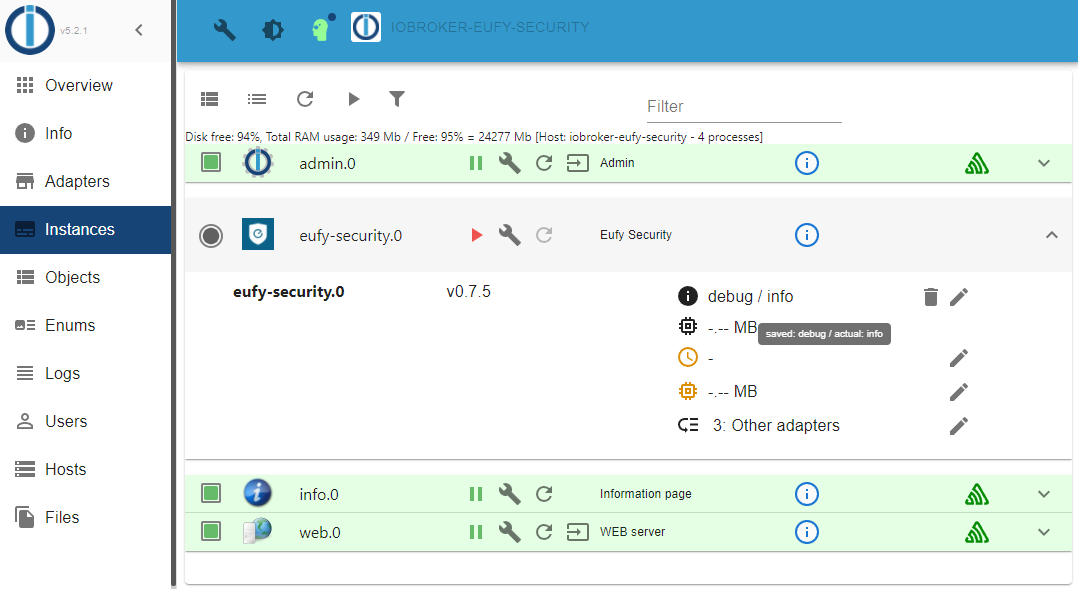 v5.2.1
IOBROKER-EUFY-SECURITY
Overview
Info
Adapters
Instances
Objects
Enums
Logs
Users
Hosts
Files
Filter
Disk free: 94%, Total RAM usage: 349 Mb / Free: 95% = 24277 Mb [Host: iobroker-eufy-security - 4 processes]
admin.0 Admin
eufy-security.0 Eufy Security
eufy-security.0 v0.7.5 debug / info
-.-- MB
saved: debug / actual: info
-
-.-- MB
3: Other adapters
info.0 Information page
web.0 WEB server